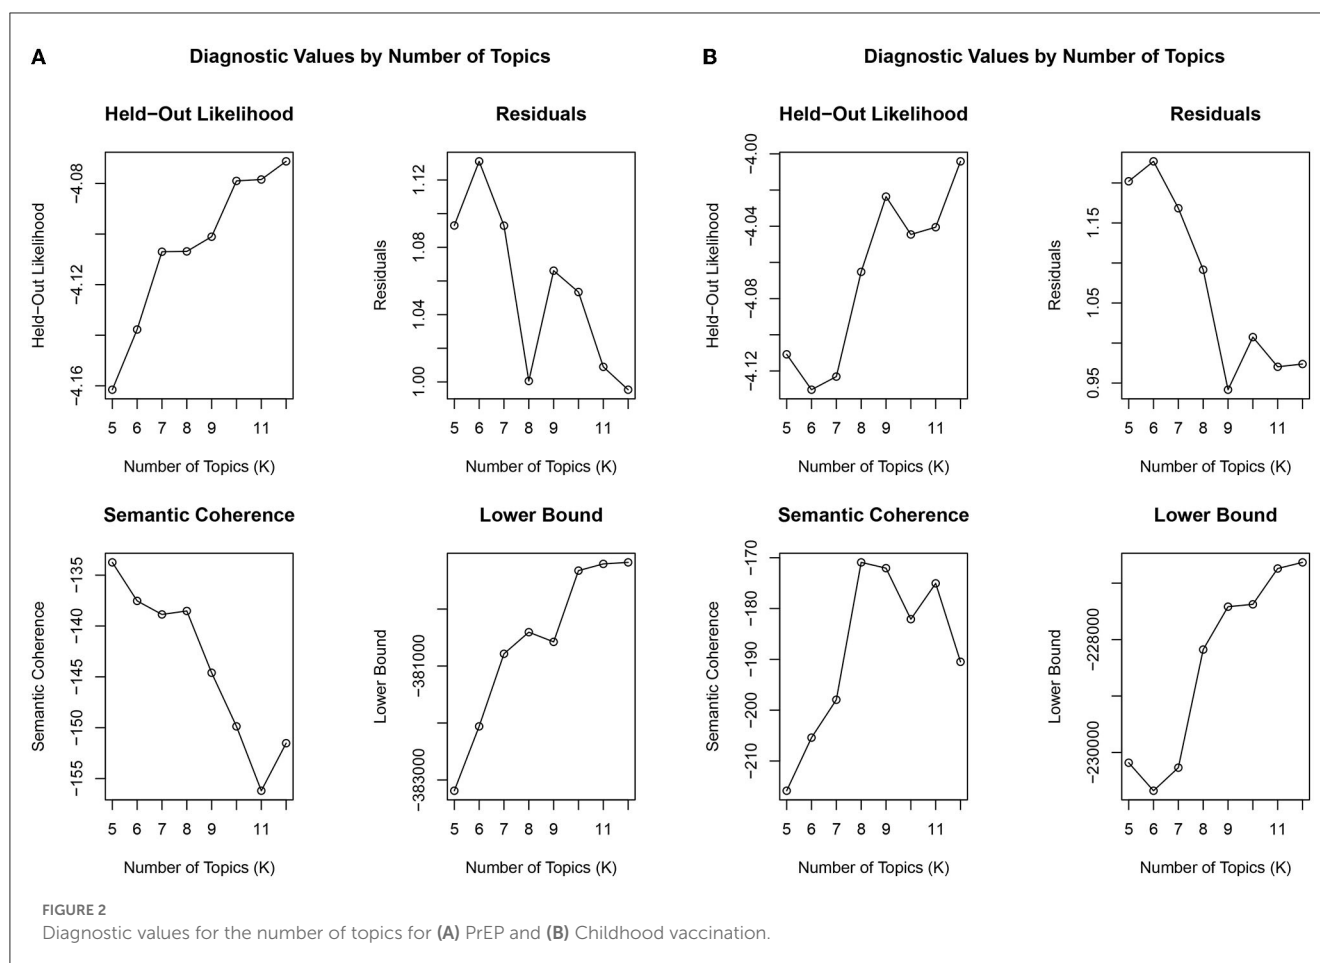 A
Diagnostic Values by Number of Topics
Held−Out Likelihood
Held−Out Likelihood
−4.08
−4.12
−4.16
5 6 7 8 9 11
Number of Topics (K)
Residuals
Residuals
1.12
1.08
1.04
1.00
5 6 7 8 9 11
Number of Topics (K)
Semantic Coherence
Semantic Coherence
−135
−140
−145
−150
−155
5 6 7 8 9 11
Number of Topics (K)
Lower Bound
Lower Bound
−381000
−383000
5 6 7 8 9 11
Number of Topics (K)
B
Diagnostic Values by Number of Topics
Held−Out Likelihood
Held−Out Likelihood
−4.00
−4.04
−4.08
−4.12
5 6 7 8 9 11
Number of Topics (K)
Residuals
Residuals
1.15
1.05
0.95
5 6 7 8 9 11
Number of Topics (K)
Semantic Coherence
Semantic Coherence
−170
−180
−190
−200
−210
5 6 7 8 9 11
Number of Topics (K)
Lower Bound
Lower Bound
−228000
−230000
5 6 7 8 9 11
Number of Topics (K)
FIGURE 2
Diagnostic values for the number of topics for (A) PrEP and (B) Childhood vaccination.